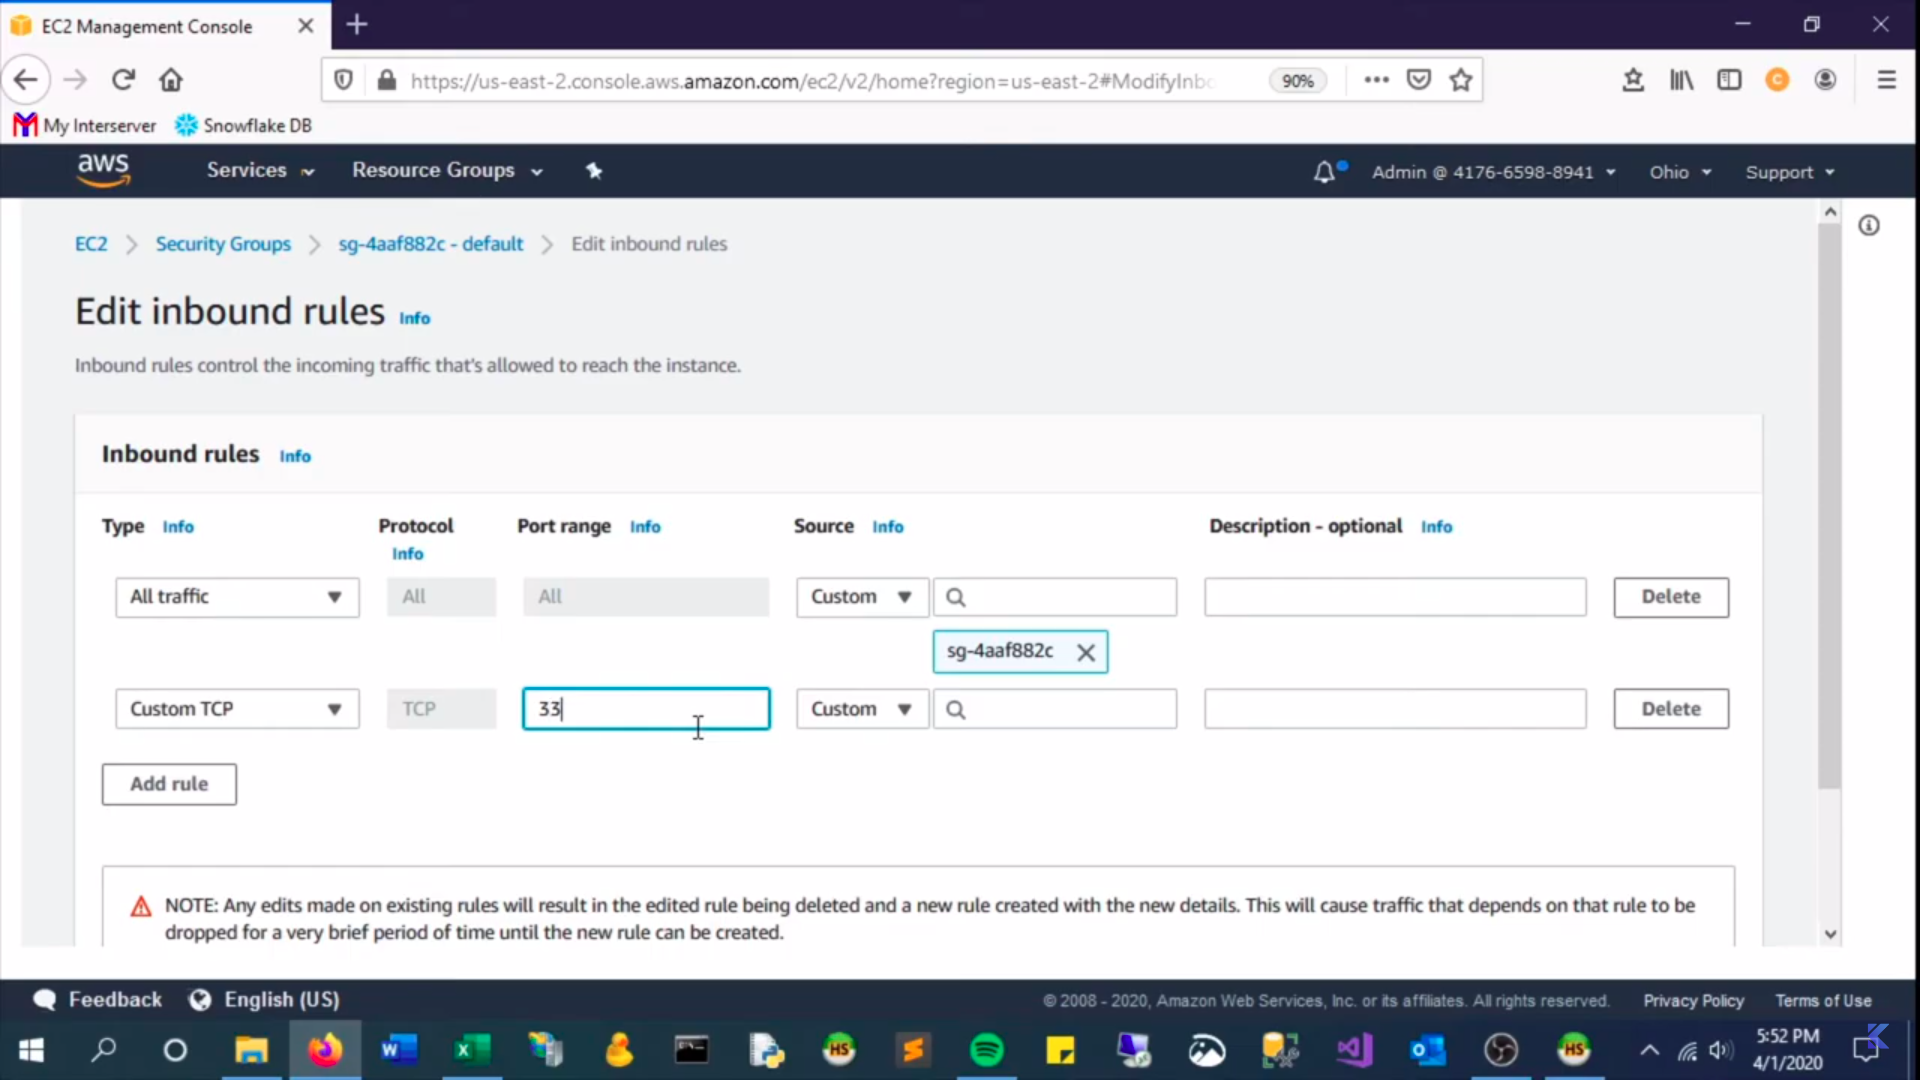 EC2 Management Console
https://us-east-2.console.aws.amazon.com/ec2/v2/home?region=us-east-2#ModifyInbo
90%
My Interserver
Snowflake DB
aws
Services
Resource Groups
Admin @ 4176-6598-8941
Ohio
Support
EC2
Security Groups
sg-4aaf882c - default
Edit inbound rules
Edit inbound rules Info
Inbound rules control the incoming traffic that's allowed to reach the instance.
Inbound rules Info
Type Info
Protocol
Info
Port range Info
Source Info
Description - optional Info
All traffic
All
All
Custom
Delete
sg-4aaf882c
Custom TCP
TCP
33
Custom
Delete
Add rule
NOTE: Any edits made on existing rules will result in the edited rule being deleted and a new rule created with the new details. This will cause traffic that depends on that rule to be
dropped for a very brief period of time until the new rule can be created.
Feedback
English (US)
© 2008 - 2020, Amazon Web Services, Inc. or its affiliates. All rights reserved.
Privacy Policy
Terms of Use
HS
HS
5:52 PM
4/1/2020